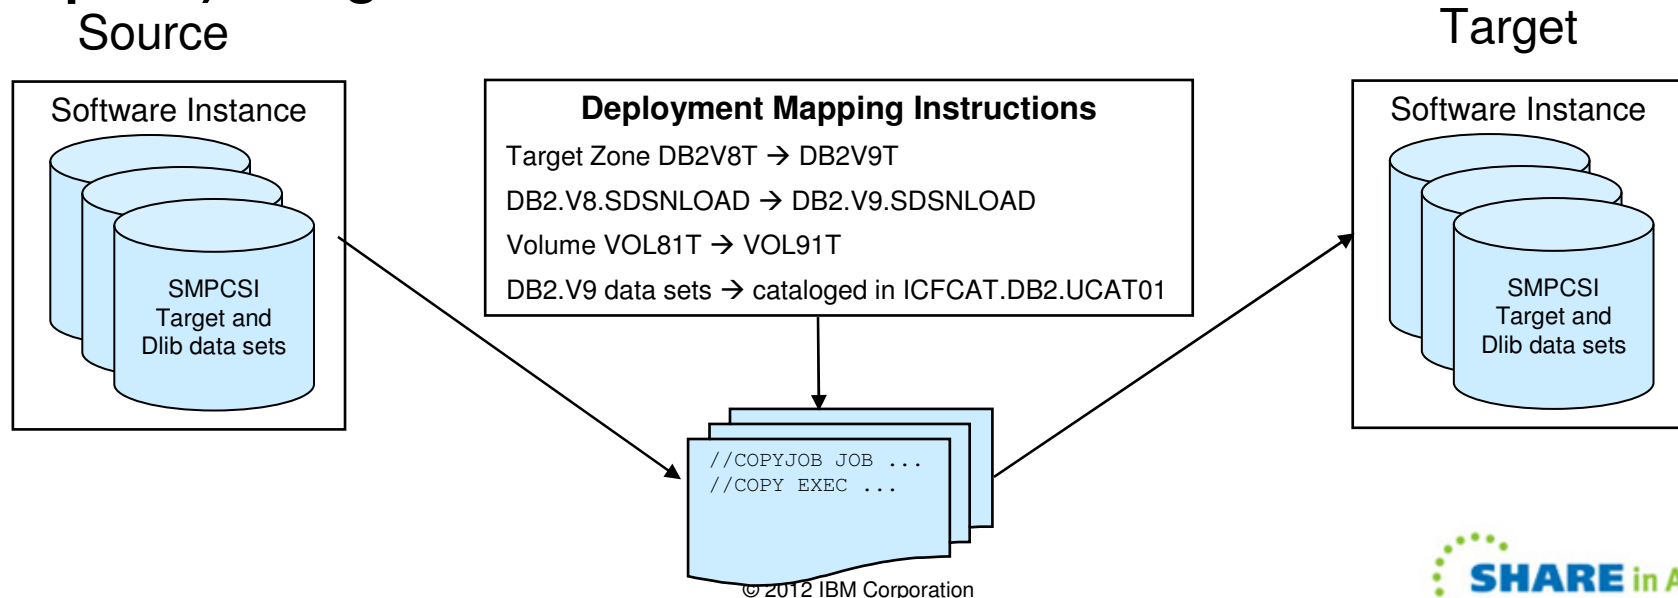 Source
Target
Software Instance
SMPCSI
Target and
Dlib data sets
Deployment Mapping Instructions
Target Zone DB2V8T → DB2V9T
DB2.V8.SDSNLOAD → DB2.V9.SDSNLOAD
Volume VOL81T → VOL91T
DB2.V9 data sets → cataloged in ICFCAT.DB2.UCAT01
Software Instance
SMPCSI
Target and
Dlib data sets
//COPYJOB JOB ...
//COPY EXEC ...
© 2012 IBM Corporation
SHARE in